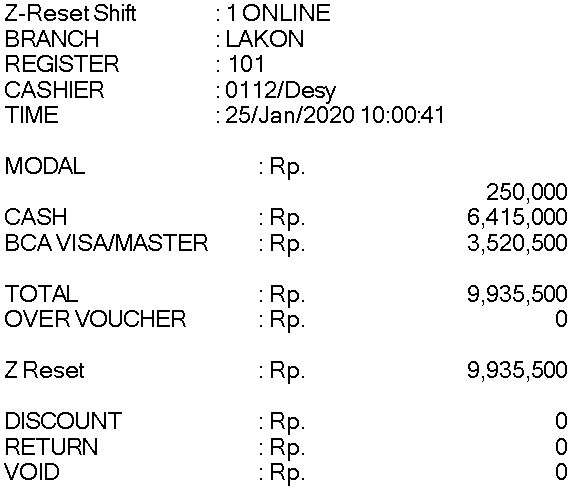 Z-Reset Shift : 1 ONLINE
BRANCH : LAKON
REGISTER : 101
CASHIER : 0112/Desy
TIME : 25/Jan/2020 10:00:41
MODAL : Rp.
250,000
CASH : Rp. 6,415,000
BCA VISA/MASTER : Rp. 3,520,500
TOTAL : Rp. 9,935,500
OVER VOUCHER : Rp. 0
Z Reset : Rp. 9,935,500
DISCOUNT : Rp. 0
RETURN : Rp. 0
VOID : Rp. 0